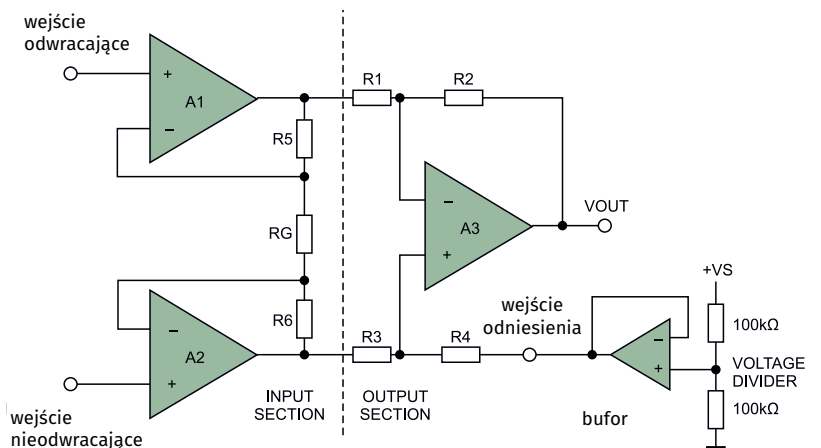 wejście
odwracające
+
A1
−
R5
RG
R6
−
A2
+
wejście
nieodwracające
INPUT
SECTION
OUTPUT
SECTION
R1
R2
R3
R4
−
A3
+
VOUT
wejście
odniesienia
bufor
−
+
+VS
100kΩ
VOLTAGE
DIVIDER
100kΩ